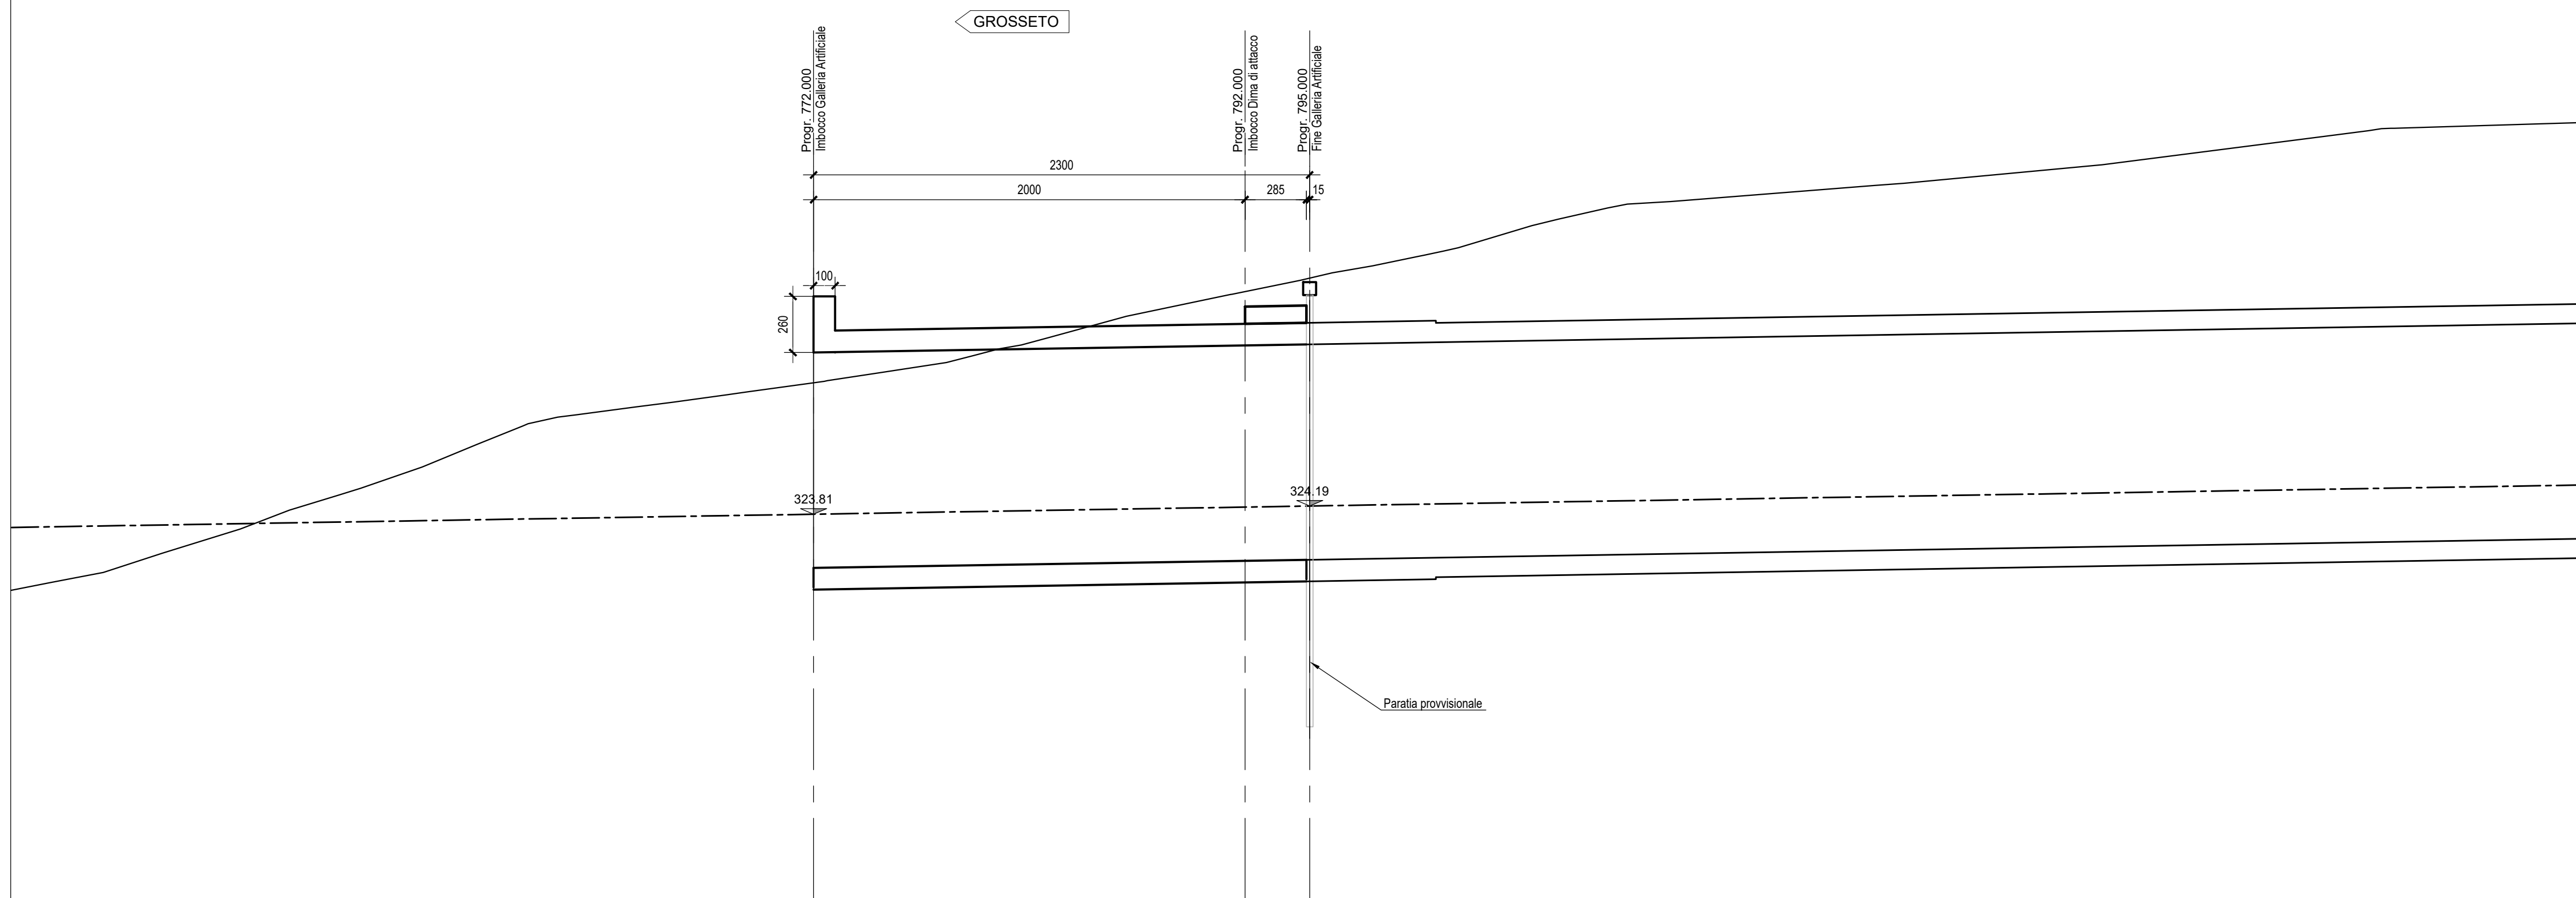 GROSSETO
Progr. 772.000
Imbocco Galleria Artificiale
Progr. 792.000
Imbocco Dima di attacco
Progr. 795.000
Fine Galleria Artificiale
2300
2000
285
15
100
260
323.81
324.19
Paratia provvisionale